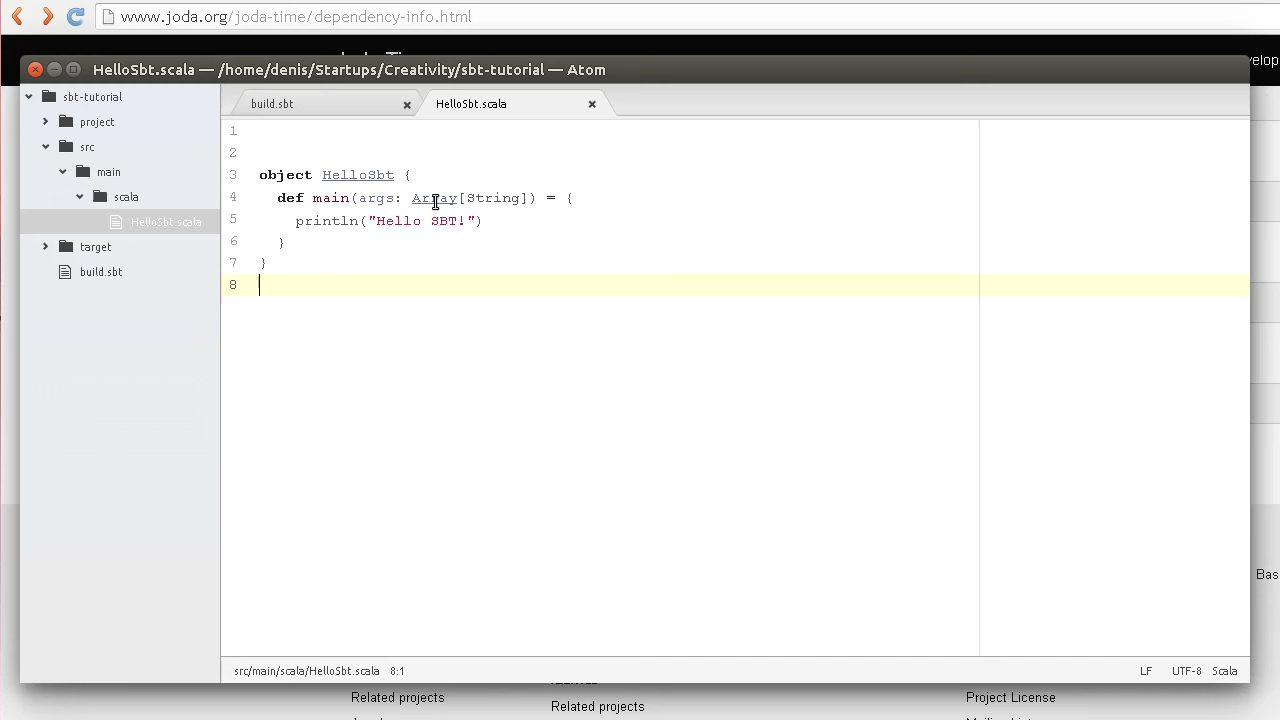 www.joda.org/joda-time/dependency-info.html
HelloSbt.scala — /home/denis/Startups/Creativity/sbt-tutorial — Atom
sbt-tutorial
project
src
main
scala
HelloSbt.scala
target
build.sbt
build.sbt
HelloSbt.scala
1
2
3 object HelloSbt {
4 def main(args: Array[String]) = {
5 println("Hello SBT!")
6 }
7 }
8
src/main/scala/HelloSbt.scala 8:1
LF UTF-8 Scala
Bas
Related projects
Related projects
Project License